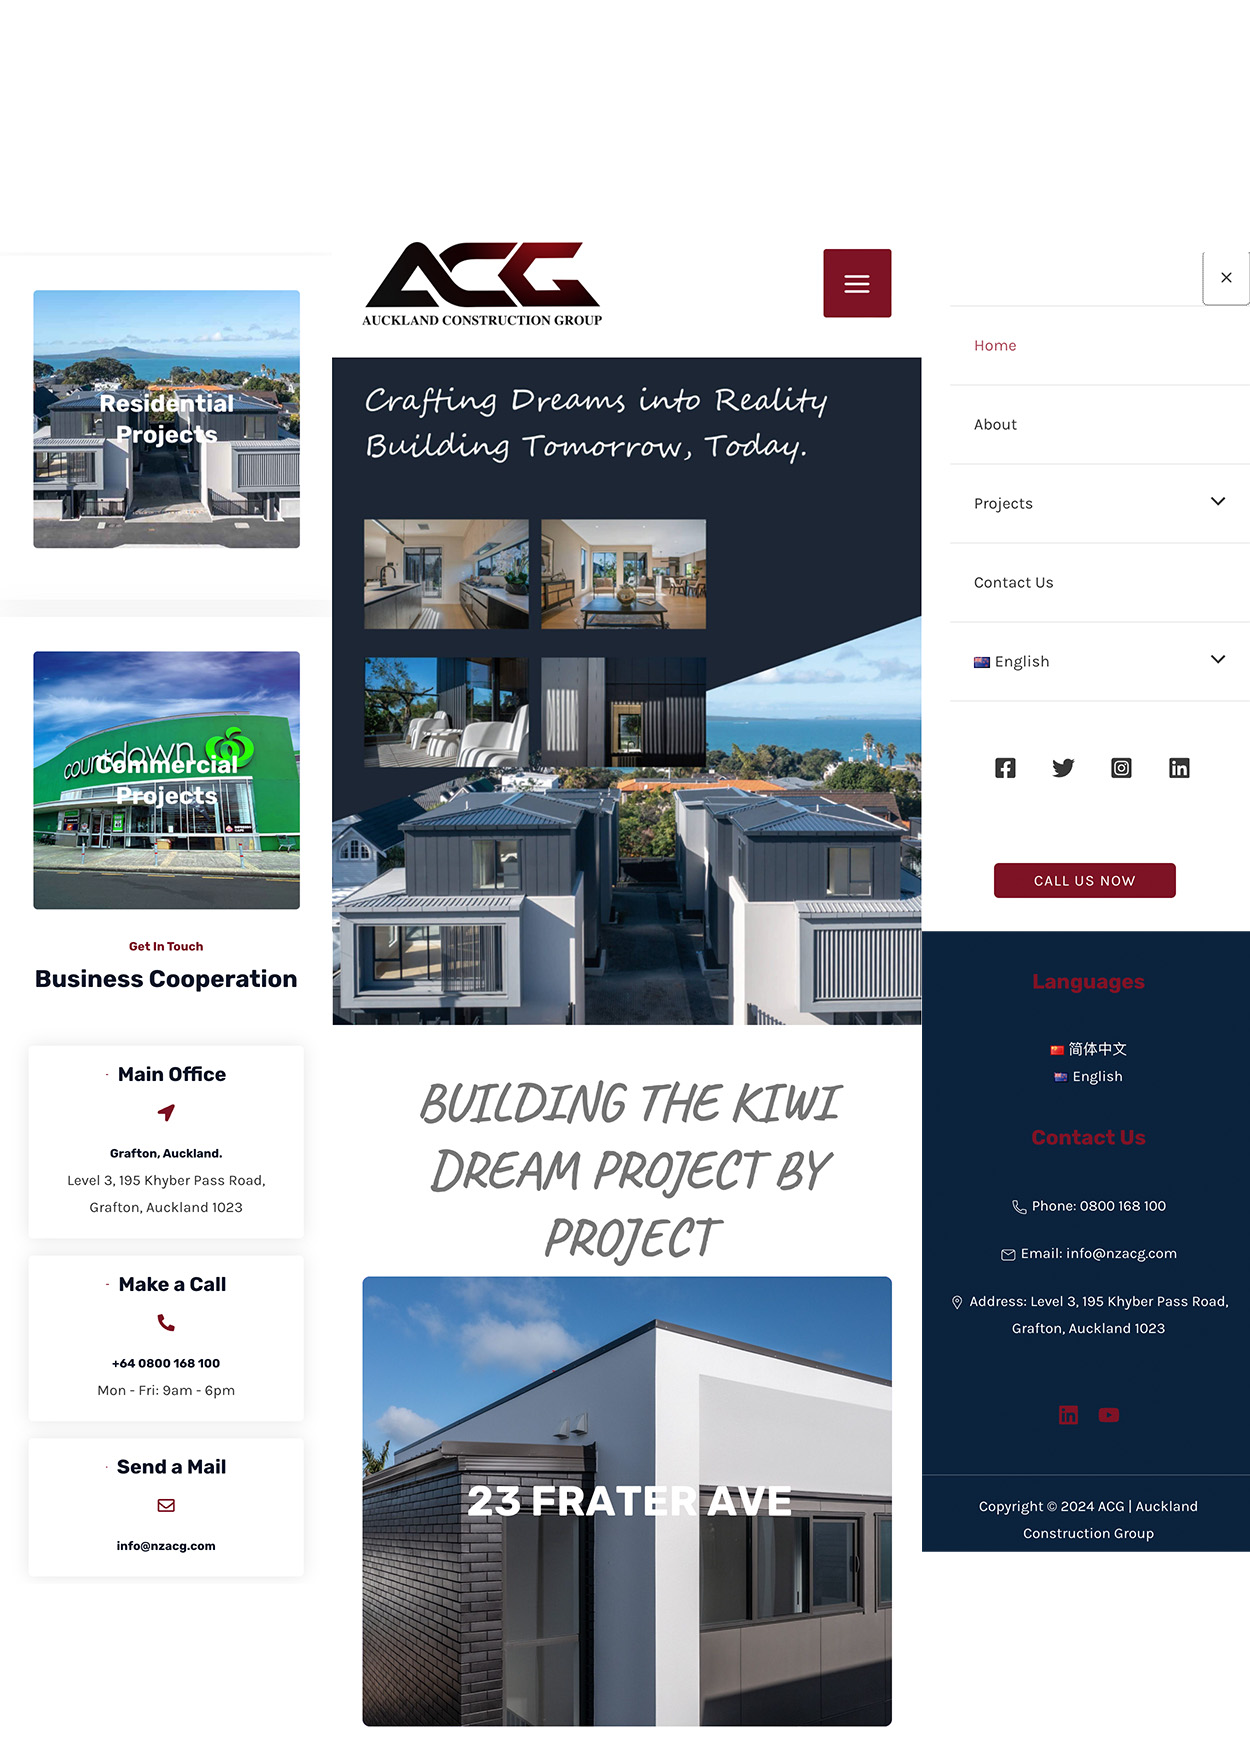 Residential
Projects
countdown
Commercial
Projects
Get In Touch
Business Cooperation
Main Office
Grafton, Auckland.
Level 3, 195 Khyber Pass Road,
Grafton, Auckland 1023
Make a Call
+64 0800 168 100
Mon - Fri: 9am - 6pm
Send a Mail
info@nzacg.com
ACG
AUCKLAND CONSTRUCTION GROUP
Crafting Dreams into Reality
Building Tomorrow, Today.
BUILDING THE KIWI
DREAM PROJECT BY
PROJECT
23 FRATER AVE
Home
About
Projects
Contact Us
English
CALL US NOW
Languages
简体中文
English
Contact Us
Phone: 0800 168 100
Email: info@nzacg.com
Address: Level 3, 195 Khyber Pass Road,
Grafton, Auckland 1023
Copyright © 2024 ACG | Auckland
Construction Group